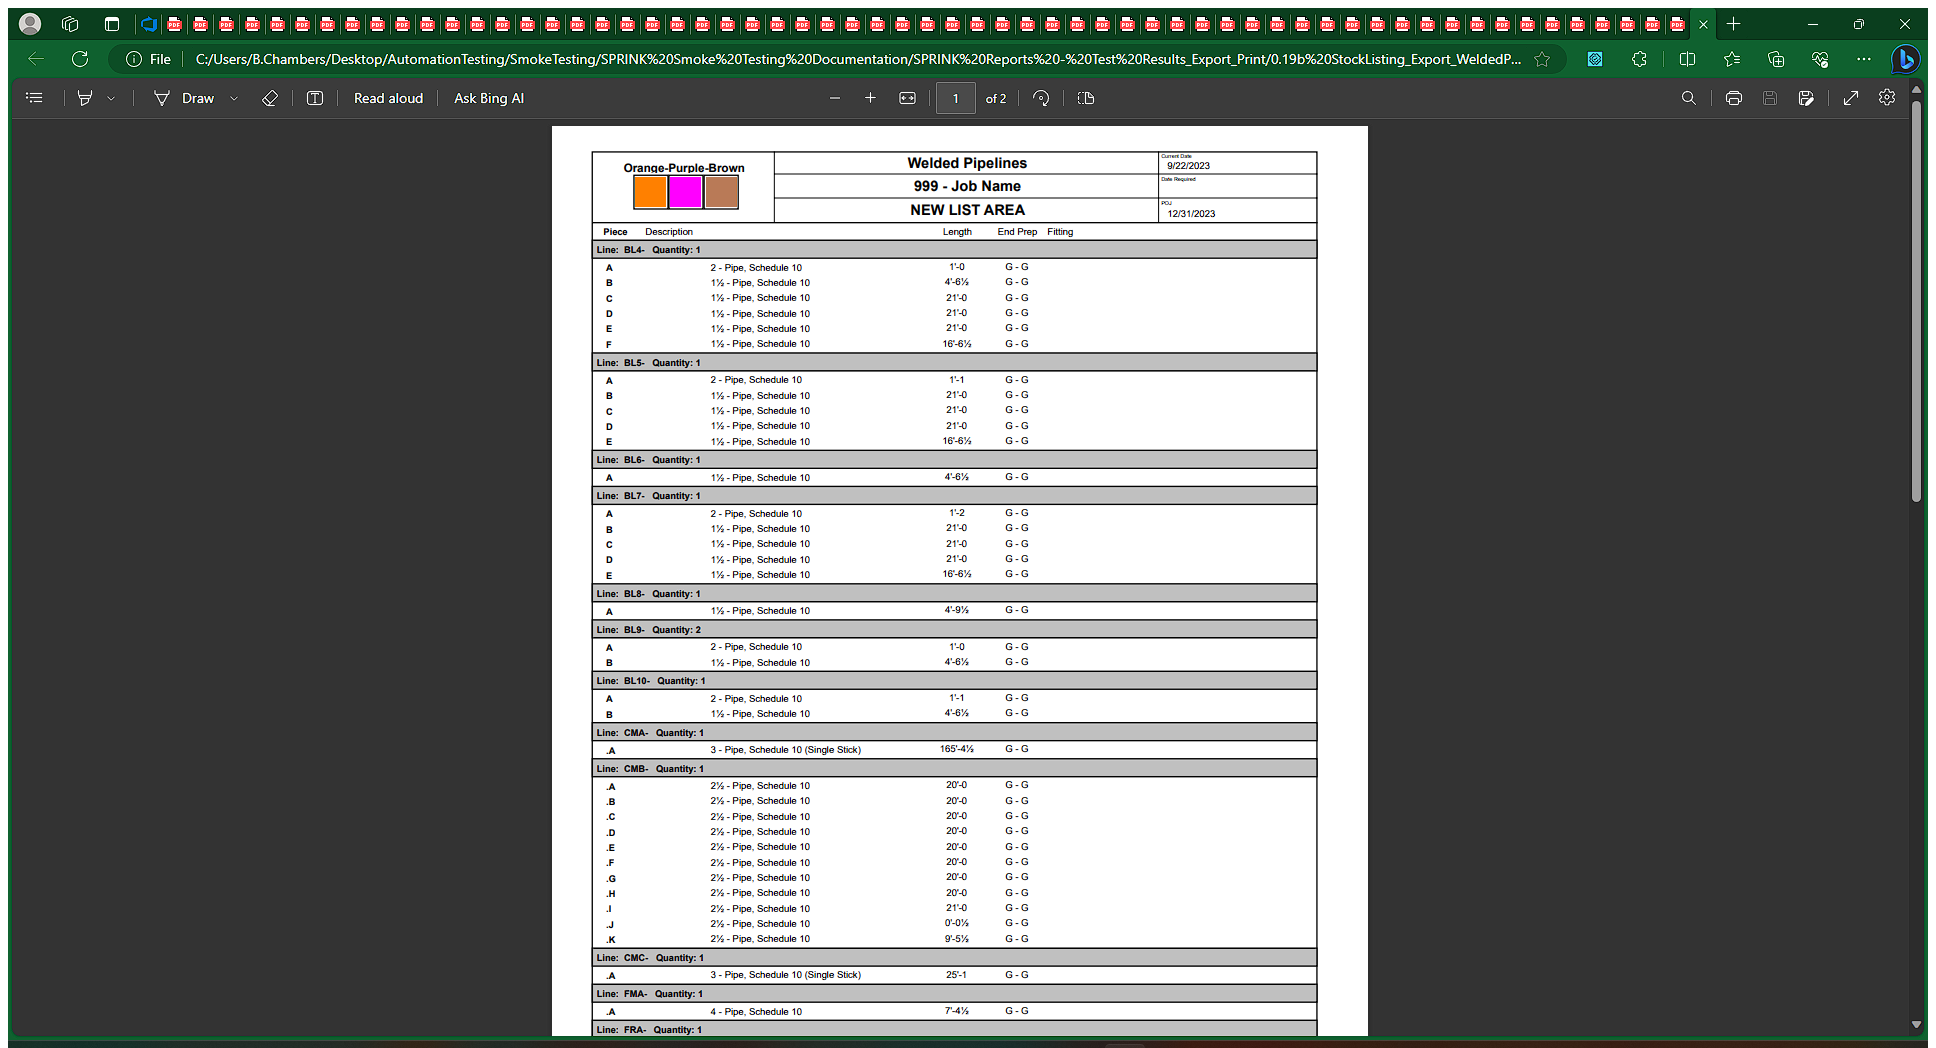 File C:/Users/B.Chambers/Desktop/AutomationTesting/SmokeTesting/SPRINK%20Smoke%20Testing%20Documentation/SPRINK%20Reports%20-%20Test%20Results_Export_Print/0.19b%20StockListing_Export_WeldedP...
Draw Read aloud Ask Bing AI 1 of 2
Orange-Purple-Brown
Welded Pipelines
999 - Job Name
NEW LIST AREA
Current Date
9/22/2023
Date Required
POJ
12/31/2023
Piece Description Length End Prep Fitting
Line: BL4- Quantity: 1
A 2 - Pipe, Schedule 10 1'-0 G - G
B 1½ - Pipe, Schedule 10 4'-6½ G - G
C 1½ - Pipe, Schedule 10 21'-0 G - G
D 1½ - Pipe, Schedule 10 21'-0 G - G
E 1½ - Pipe, Schedule 10 21'-0 G - G
F 1½ - Pipe, Schedule 10 16'-6½ G - G
Line: BL5- Quantity: 1
A 2 - Pipe, Schedule 10 1'-1 G - G
B 1½ - Pipe, Schedule 10 21'-0 G - G
C 1½ - Pipe, Schedule 10 21'-0 G - G
D 1½ - Pipe, Schedule 10 21'-0 G - G
E 1½ - Pipe, Schedule 10 16'-6½ G - G
Line: BL6- Quantity: 1
A 1½ - Pipe, Schedule 10 4'-6½ G - G
Line: BL7- Quantity: 1
A 2 - Pipe, Schedule 10 1'-2 G - G
B 1½ - Pipe, Schedule 10 21'-0 G - G
C 1½ - Pipe, Schedule 10 21'-0 G - G
D 1½ - Pipe, Schedule 10 21'-0 G - G
E 1½ - Pipe, Schedule 10 16'-6½ G - G
Line: BL8- Quantity: 1
A 1½ - Pipe, Schedule 10 4'-9½ G - G
Line: BL9- Quantity: 2
A 2 - Pipe, Schedule 10 1'-0 G - G
B 1½ - Pipe, Schedule 10 4'-6½ G - G
Line: BL10- Quantity: 1
A 2 - Pipe, Schedule 10 1'-1 G - G
B 1½ - Pipe, Schedule 10 4'-6½ G - G
Line: CMA- Quantity: 1
.A 3 - Pipe, Schedule 10 (Single Stick) 165'-4½ G - G
Line: CMB- Quantity: 1
.A 2½ - Pipe, Schedule 10 20'-0 G - G
.B 2½ - Pipe, Schedule 10 20'-0 G - G
.C 2½ - Pipe, Schedule 10 20'-0 G - G
.D 2½ - Pipe, Schedule 10 20'-0 G - G
.E 2½ - Pipe, Schedule 10 20'-0 G - G
.F 2½ - Pipe, Schedule 10 20'-0 G - G
.G 2½ - Pipe, Schedule 10 20'-0 G - G
.H 2½ - Pipe, Schedule 10 20'-0 G - G
.I 2½ - Pipe, Schedule 10 21'-0 G - G
.J 2½ - Pipe, Schedule 10 0'-0½ G - G
.K 2½ - Pipe, Schedule 10 9'-5½ G - G
Line: CMC- Quantity: 1
.A 3 - Pipe, Schedule 10 (Single Stick) 25'-1 G - G
Line: FMA- Quantity: 1
.A 4 - Pipe, Schedule 10 7'-4½ G - G
Line: FRA- Quantity: 1